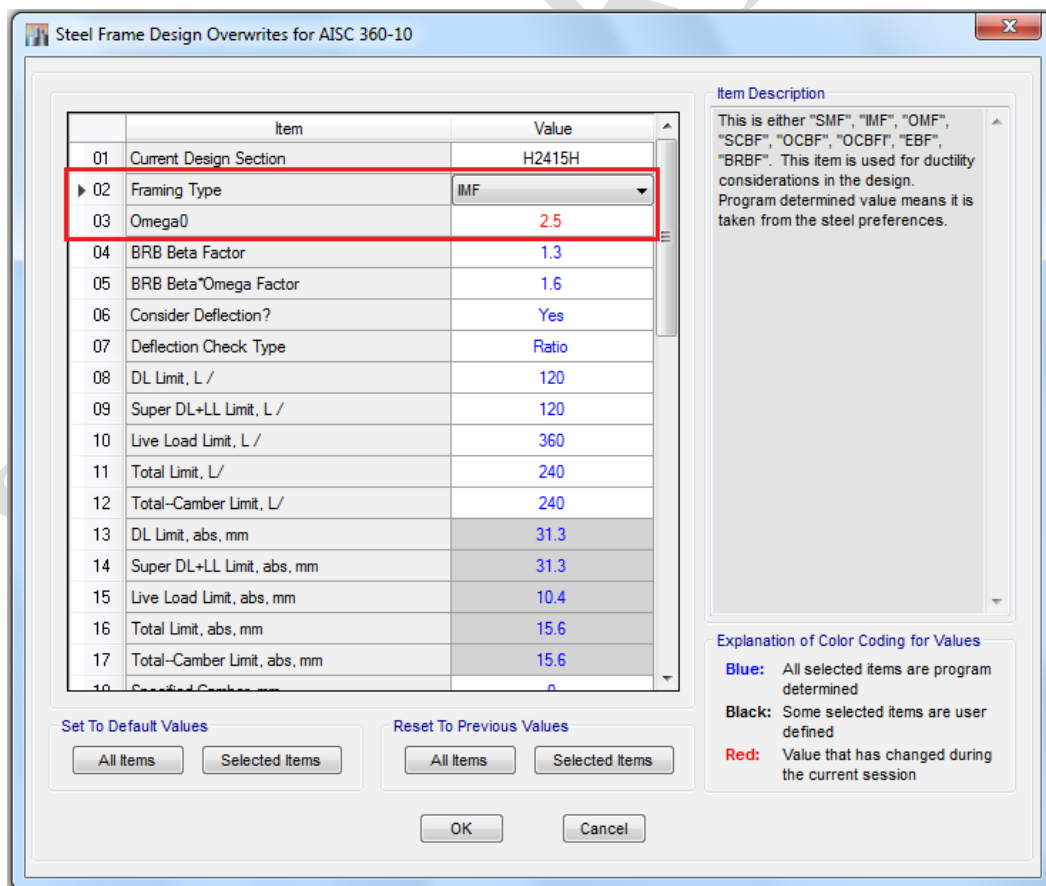 Steel Frame Design Overwrites for AISC 360-10
Item Value
01 Current Design Section H2415H
02 Framing Type IMF
03 Omega0 2.5
04 BRB Beta Factor 1.3
05 BRB Beta*Omega Factor 1.6
06 Consider Deflection? Yes
07 Deflection Check Type Ratio
08 DL Limit, L / 120
09 Super DL+LL Limit, L / 120
10 Live Load Limit, L / 360
11 Total Limit, L/ 240
12 Total--Camber Limit, L/ 240
13 DL Limit, abs, mm 31.3
14 Super DL+LL Limit, abs, mm 31.3
15 Live Load Limit, abs, mm 10.4
16 Total Limit, abs, mm 15.6
17 Total--Camber Limit, abs, mm 15.6
Item Description
This is either "SMF", "IMF", "OMF",
"SCBF", "OCBF", "OCBFI", "EBF",
"BRBF". This item is used for ductility
considerations in the design.
Program determined value means it is
taken from the steel preferences.
Explanation of Color Coding for Values
Blue: All selected items are program
determined
Black: Some selected items are user
defined
Red: Value that has changed during
the current session
Set To Default Values
All Items Selected Items
Reset To Previous Values
All Items Selected Items
OK Cancel